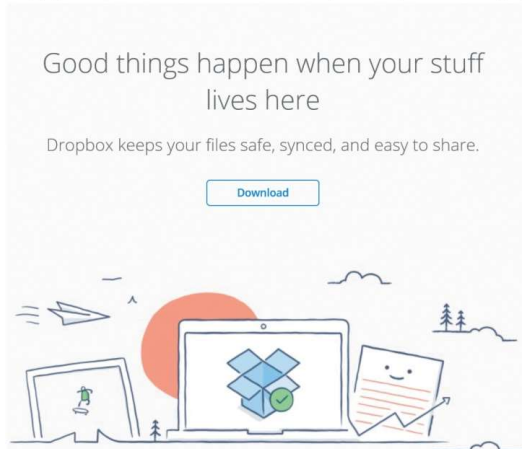 Good things happen when your stuff
lives here
Dropbox keeps your files safe, synced, and easy to share.
Download